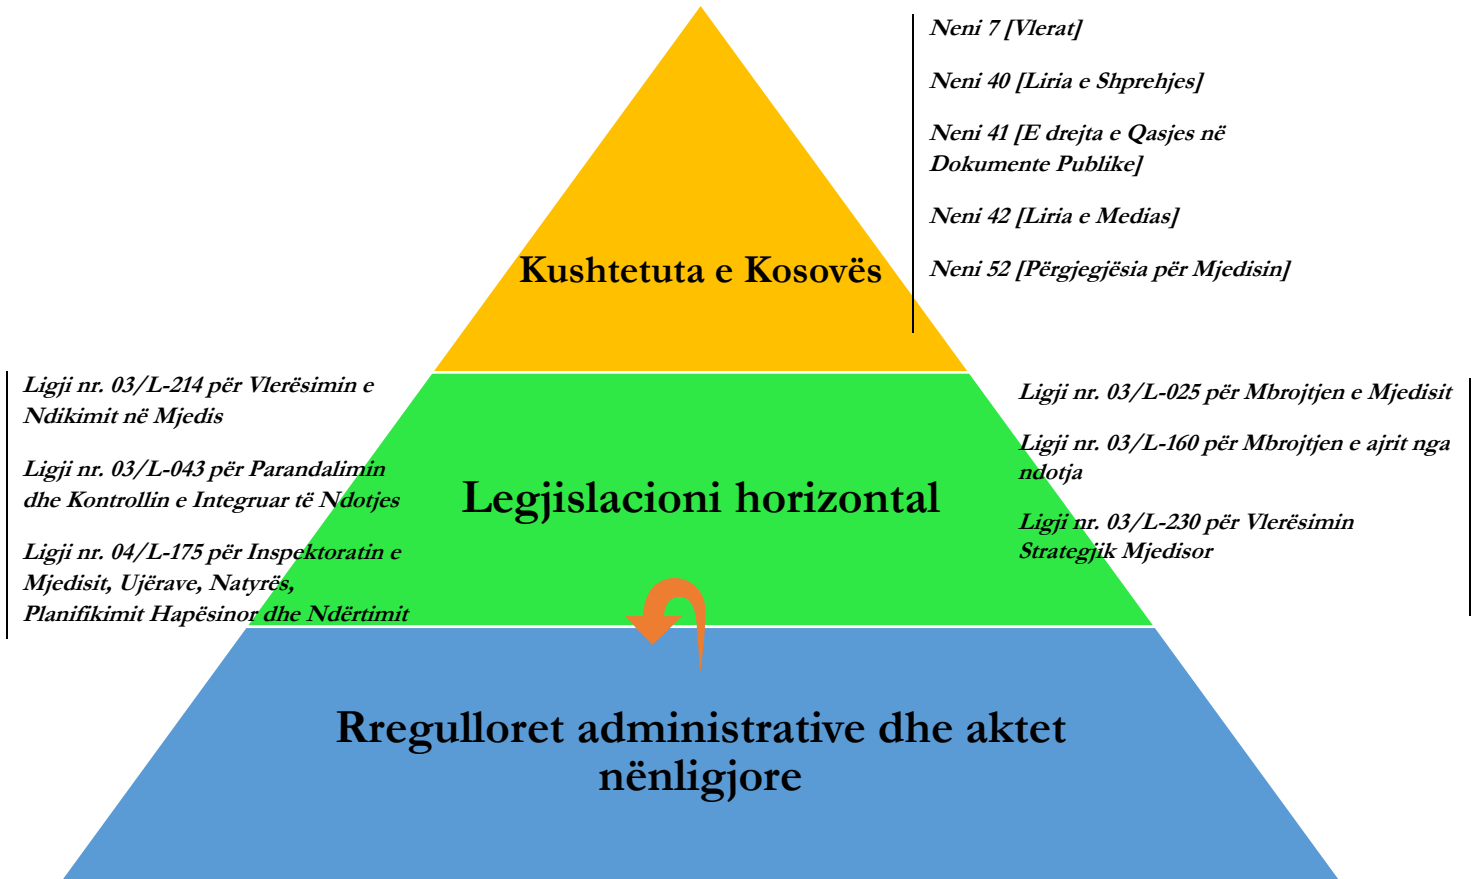 Neni 7 [Vlerat]
Neni 40 [Liria e Shprehjes]
Neni 41 [E drejta e Qasjes në
Dokumente Publike]
Neni 42 [Liria e Medias]
Neni 52 [Përgjegjësia për Mjedisin]
Kushtetuta e Kosovës
Ligji nr. 03/L-214 për Vlerësimin e
Ndikimit në Mjedis
Ligji nr. 03/L-043 për Parandalimin
dhe Kontrollin e Integruar të Ndotjes
Ligji nr. 04/L-175 për Inspektoratin e
Mjedisit, Ujërave, Natyrës,
Planifikimit Hapësinor dhe Ndërtimit
Legjislacioni horizontal
Ligji nr. 03/L-025 për Mbrojtjen e Mjedisit
Ligji nr. 03/L-160 për Mbrojtjen e ajrit nga
ndotja
Ligji nr. 03/L-230 për Vlerësimin
Strategjik Mjedisor
Rregulloret administrative dhe aktet
nënligjore